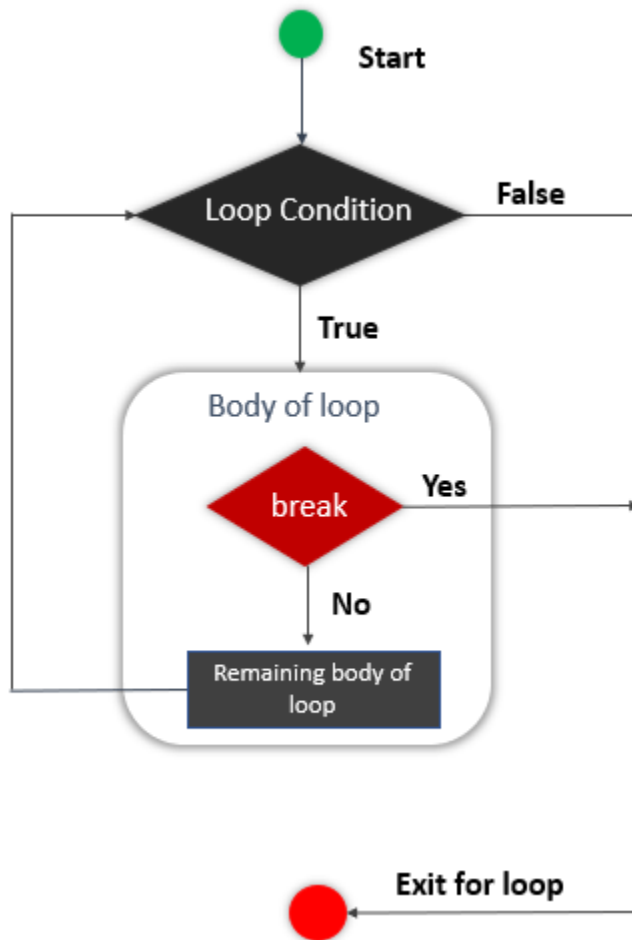 Start
Loop Condition
False
True
Body of loop
break
Yes
No
Remaining body of
loop
Exit for loop